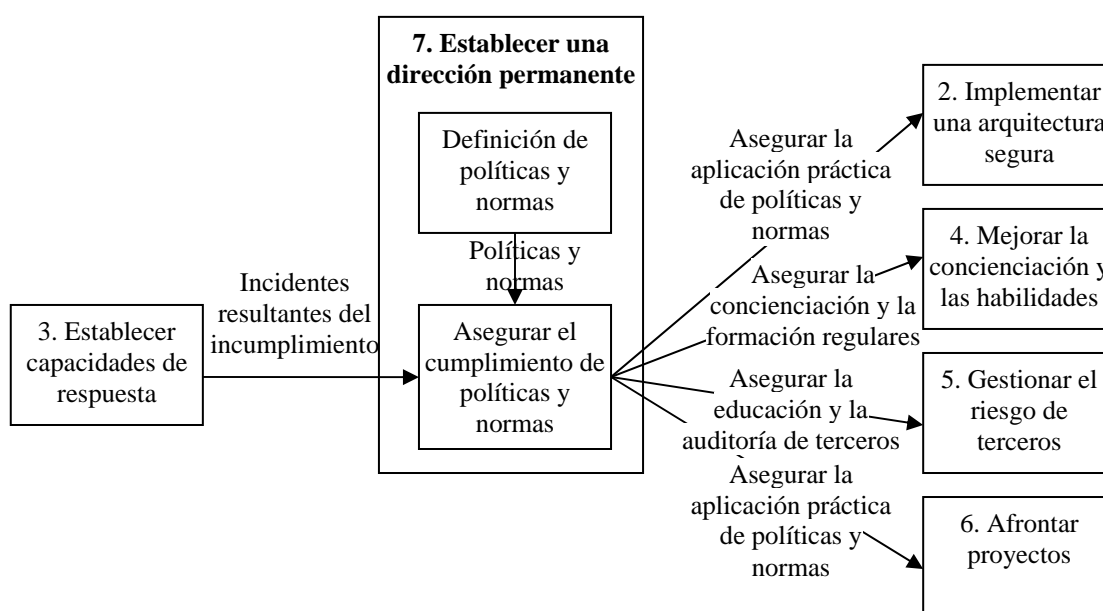 7. Establecer una
dirección permanente
Definición de
políticas y
normas
Políticas y
normas
Asegurar el
cumplimiento de
políticas y
normas
3. Establecer
capacidades de
respuesta
Incidentes
resultantes del
incumplimiento
Asegurar la
aplicación práctica
de políticas y
normas
Asegurar la
concienciación y la
formación regulares
Asegurar la
educación y la
auditoría de terceros
Asegurar la
aplicación práctica
de políticas y
normas
2. Implementar
una arquitectura
segura
4. Mejorar la
concienciación y
las habilidades
5. Gestionar el
riesgo de
terceros
6. Afrontar
proyectos